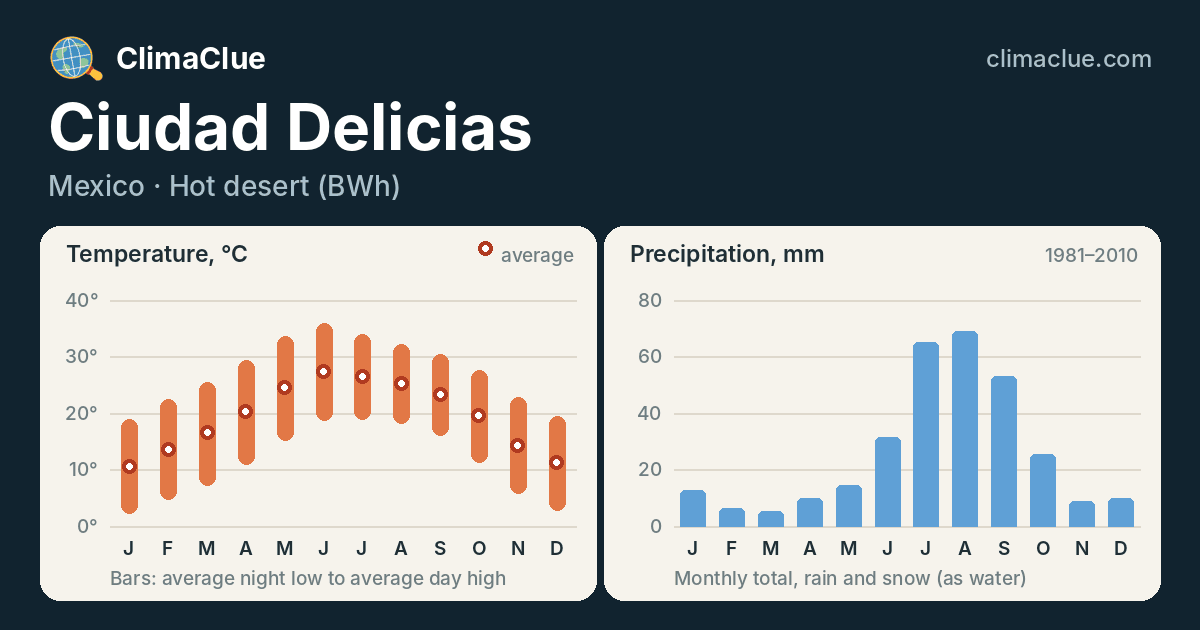 ClimaClue
climaclue.com
Ciudad Delicias
Mexico · Hot desert (BWh)
Temperature, °C
average
40°
30°
20°
10°
0°
J F M A M J J A S O N D
Bars: average night low to average day high
Precipitation, mm
1981–2010
80
60
40
20
0
J F M A M J J A S O N D
Monthly total, rain and snow (as water)